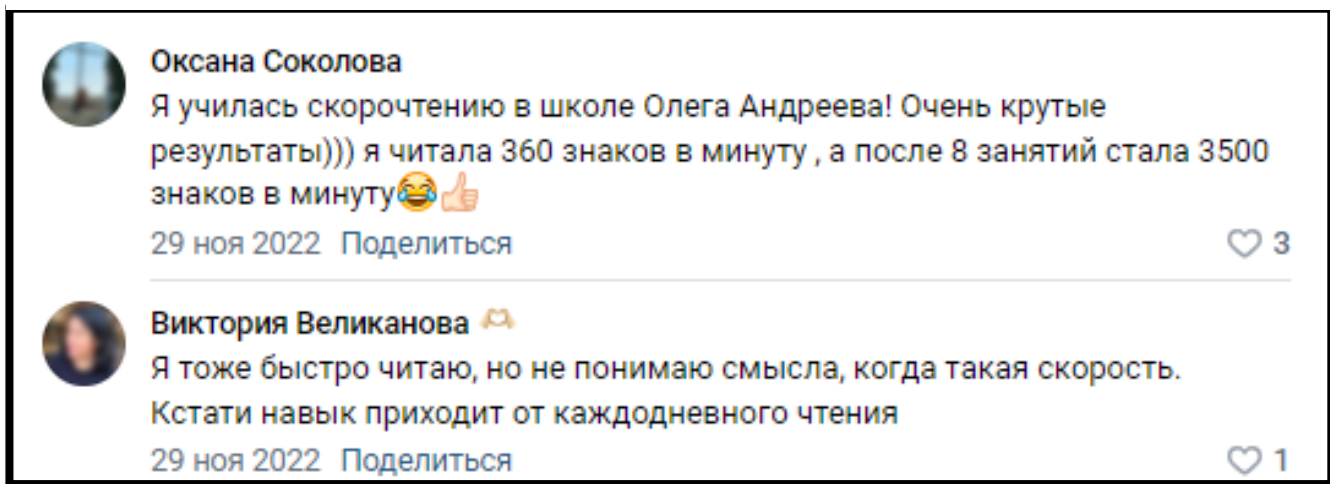 Оксана Соколова
Я училась скорочтению в школе Олега Андреева! Очень крутые
результаты))) я читала 360 знаков в минуту , а после 8 занятий стала 3500
знаков в минуту😂👍🏻
29 ноя 2022 Поделиться 3
Виктория Великанова 🫶🏼
Я тоже быстро читаю, но не понимаю смысла, когда такая скорость.
Кстати навык приходит от каждодневного чтения
29 ноя 2022 Поделиться 1